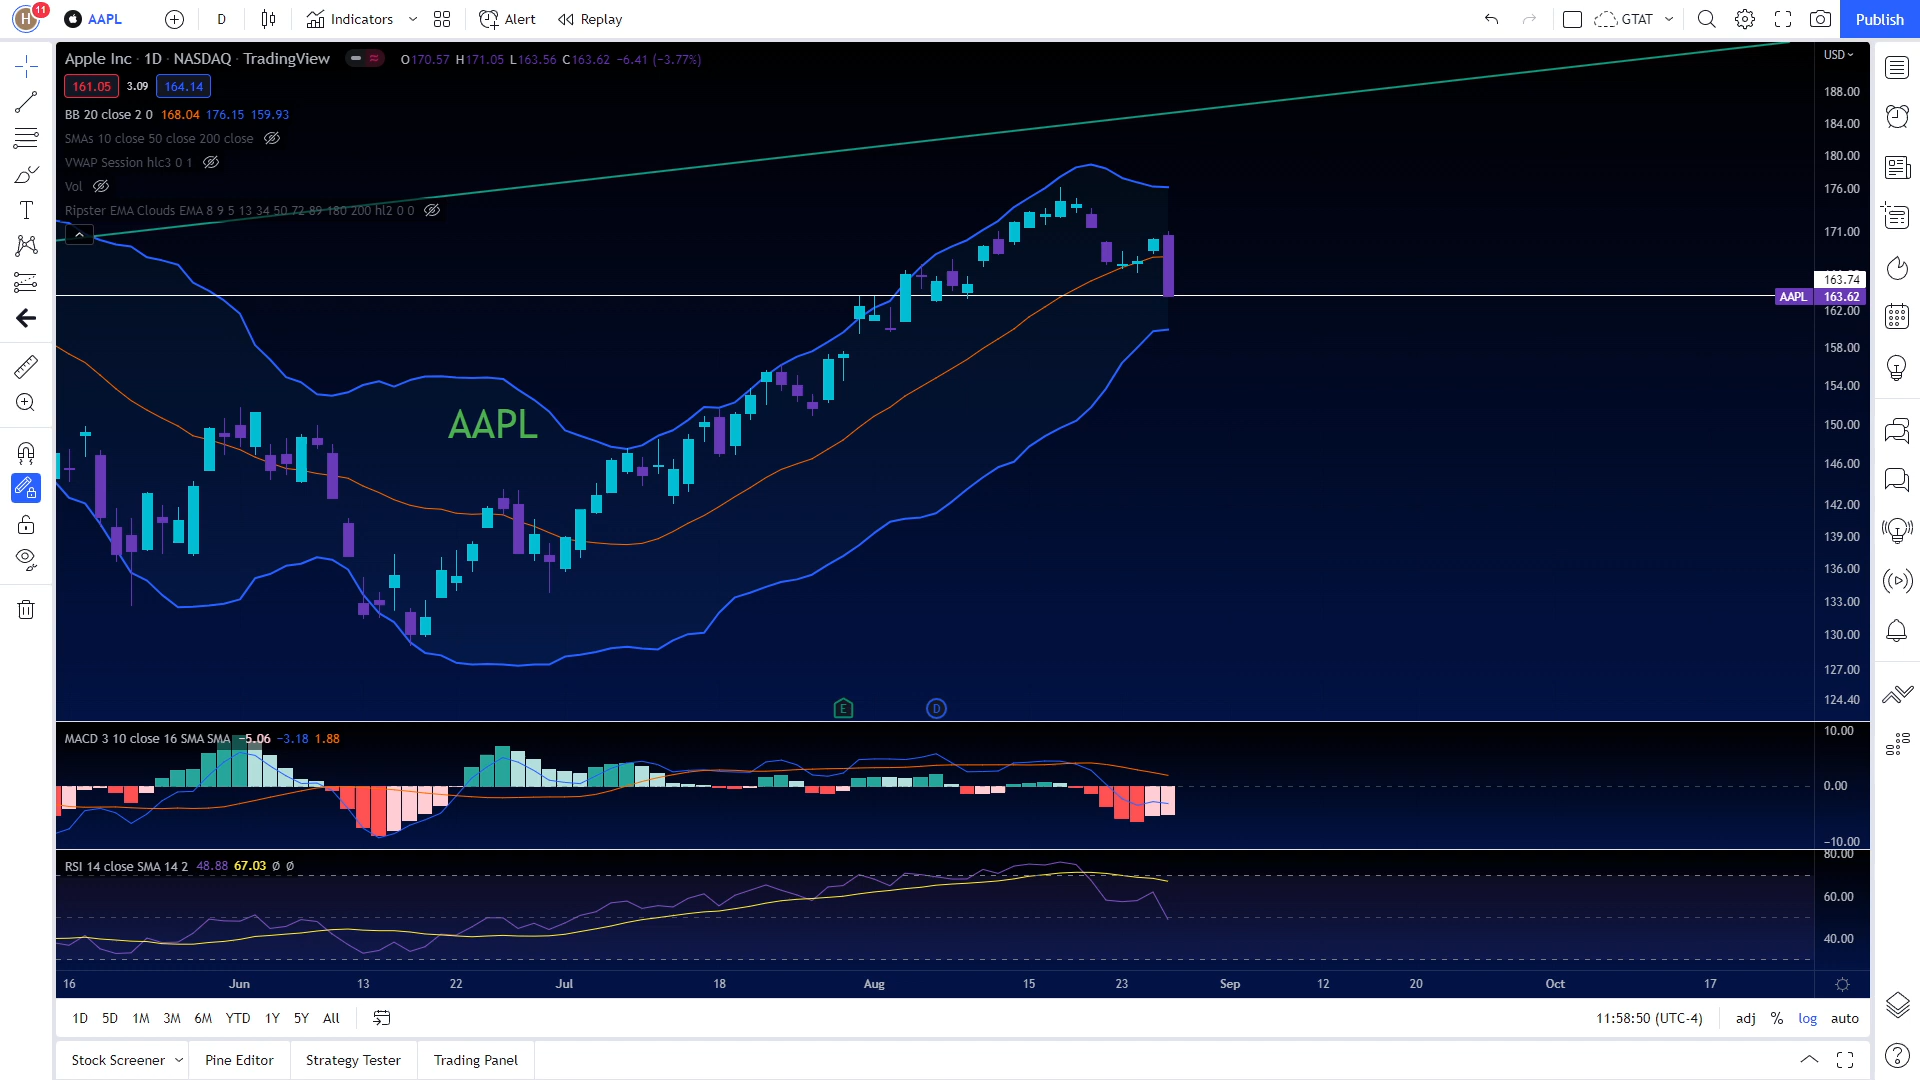 H 11 AAPL D Indicators Alert Replay GTAT Publish
Apple Inc · 1D · NASDAQ · TradingView O170.57 H171.05 L163.56 C163.62 −6.41 (−3.77%)
USD
161.05 3.09 164.14
188.00
BB 20 close 2 0 168.04 176.15 159.93
184.00
SMAs 10 close 50 close 200 close
180.00
VWAP Session hlc3 0 1
Vol
176.00
Ripster EMA Clouds EMA 8 9 5 13 34 50 72 89 180 200 hl2 0 0
171.00
163.74
AAPL 163.62
162.00
158.00
154.00
AAPL
150.00
146.00
142.00
139.00
136.00
133.00
130.00
127.00
124.40
E D
MACD 3 10 close 16 SMA SMA −5.06 −3.18 1.88
10.00
0.00
−10.00
80.00
RSI 14 close SMA 14 2 48.88 67.03 Ø Ø
60.00
40.00
16 Jun 13 22 Jul 18 Aug 15 23 Sep 12 20 Oct 17
1D 5D 1M 3M 6M YTD 1Y 5Y All 11:58:50 (UTC-4) adj % log auto
Stock Screener Pine Editor Strategy Tester Trading Panel